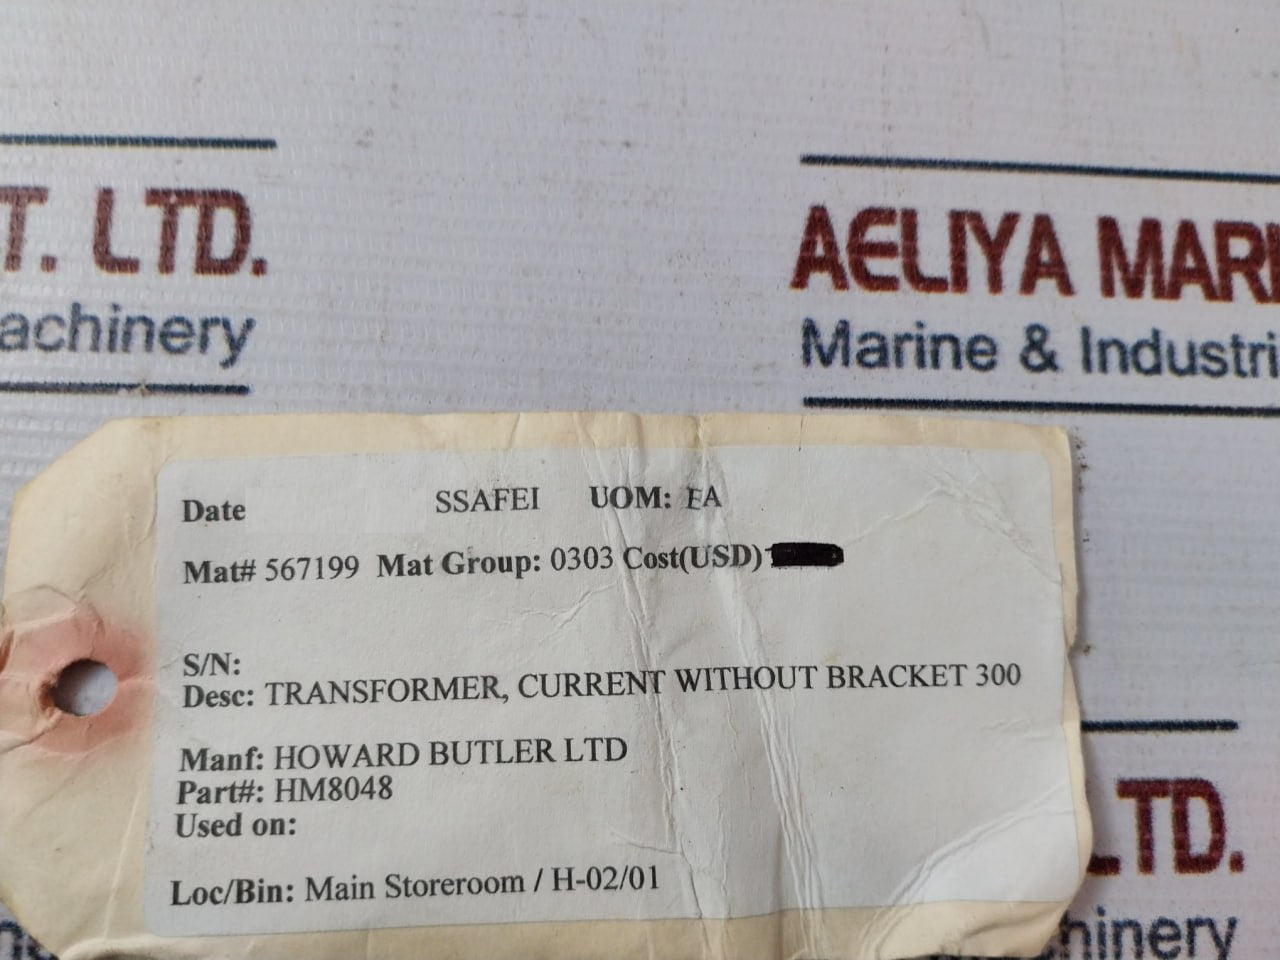 T. LTD.
achinery
AELIYA MARI
Marine & Industri
Date SSAFEI UOM: EA
Mat# 567199 Mat Group: 0303 Cost(USD)
S/N:
Desc: TRANSFORMER, CURRENT WITHOUT BRACKET 300
Manf: HOWARD BUTLER LTD
Part#: HM8048
Used on:
Loc/Bin: Main Storeroom / H-02/01
LTD.
hinery